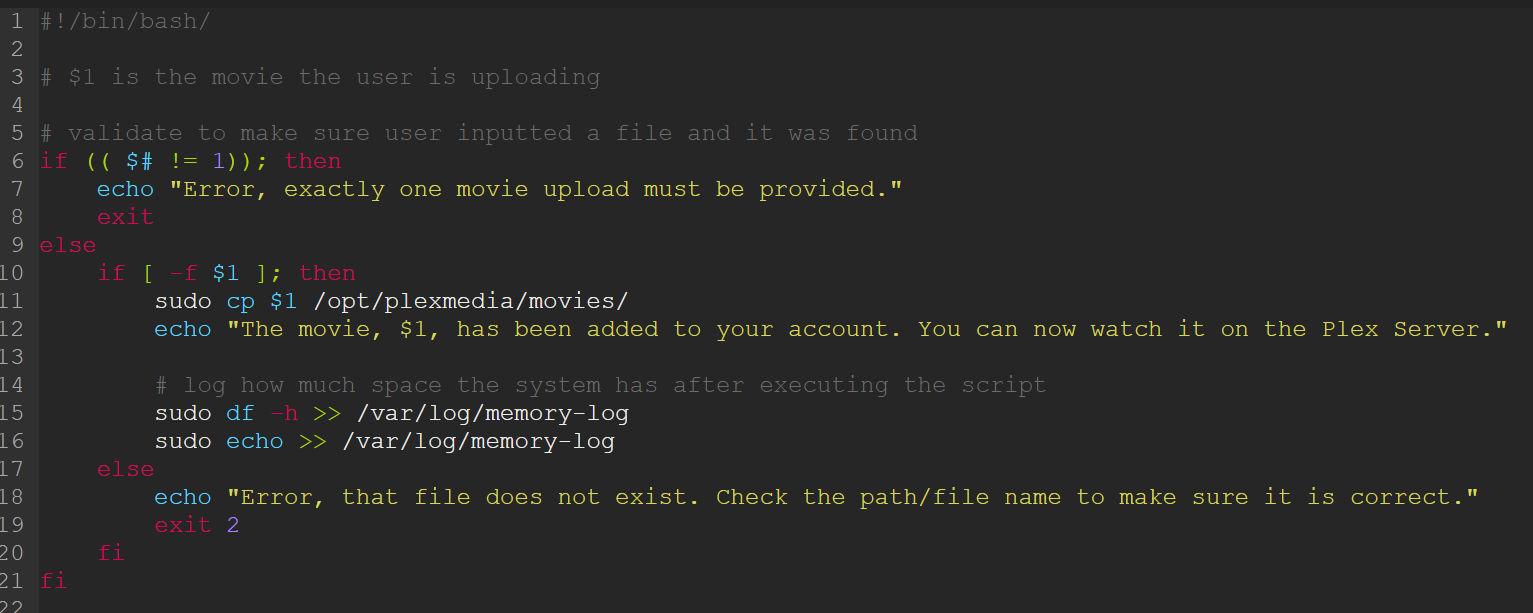 1 #!/bin/bash/
2
3 # $1 is the movie the user is uploading
4
5 # validate to make sure user inputted a file and it was found
6 if (( $# != 1)); then
7     echo "Error, exactly one movie upload must be provided."
8     exit
9 else
10     if [ -f $1 ]; then
11         sudo cp $1 /opt/plexmedia/movies/
12         echo "The movie, $1, has been added to your account. You can now watch it on the Plex Server."
13
14         # log how much space the system has after executing the script
15         sudo df -h >> /var/log/memory-log
16         sudo echo >> /var/log/memory-log
17     else
18         echo "Error, that file does not exist. Check the path/file name to make sure it is correct."
19         exit 2
20     fi
21 fi
22